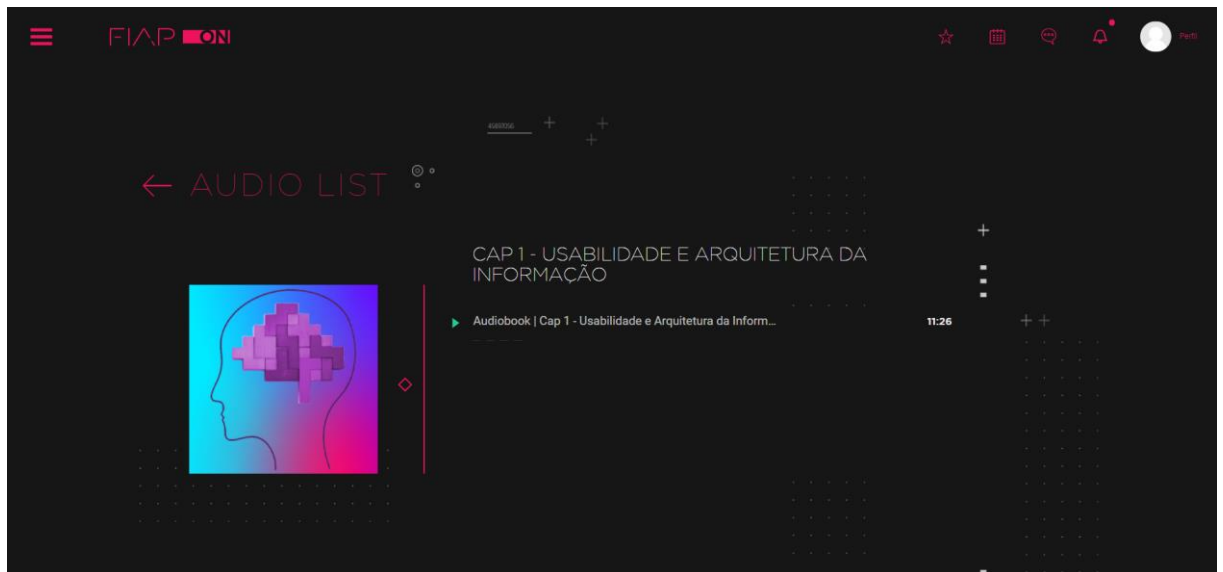 FIAP ON
Perfil
AUDIO LIST
CAP 1 - USABILIDADE E ARQUITETURA DA
INFORMAÇÃO
Audiobook | Cap 1 - Usabilidade e Arquitetura da Inform...
11:26